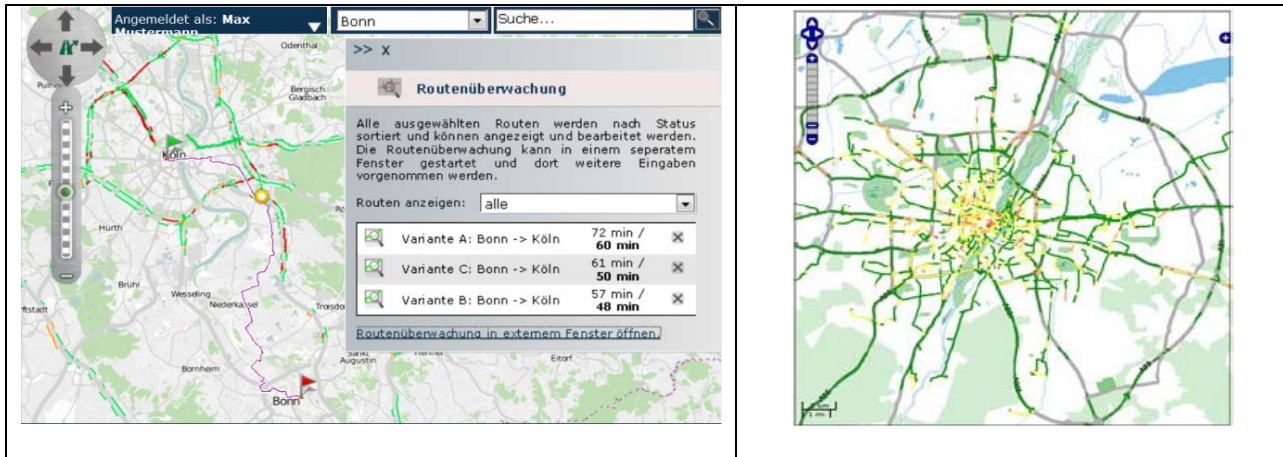 Angemeldet als: Max
Mustermann
Bonn
Suche...
Odenthal
>> x
Bergisch
Gladbach
Routenüberwachung
Alle ausgewählten Routen werden nach Status
sortiert und können angezeigt und bearbeitet werden.
Die Routenüberwachung kann in einem seperatem
Fenster gestartet und dort weitere Eingaben
vorgenommen werden.
Köln
Routen anzeigen: alle
Hürth
Variante A: Bonn -> Köln 72 min /
60 min
Variante C: Bonn -> Köln 61 min /
50 min
Brühl
Wesseling
Niederkassel
Variante B: Bonn -> Köln 57 min /
48 min
Routenüberwachung in externem Fenster öffnen.
Augustin
Eitorf
Bornheim
Bonn